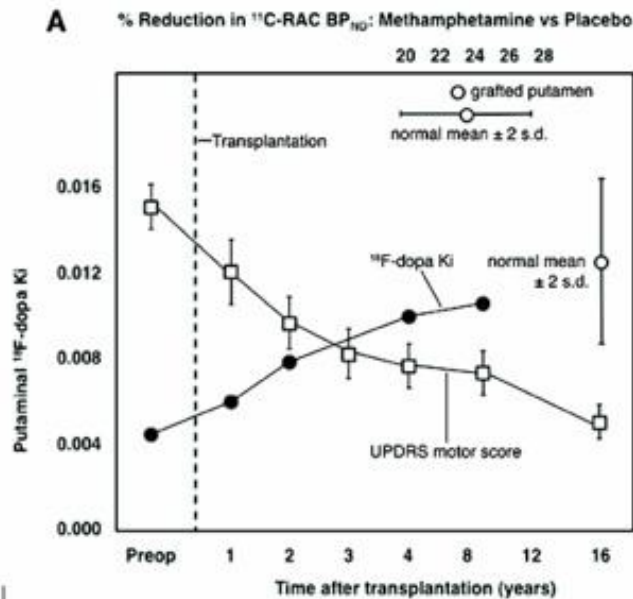 A
% Reduction in ¹¹C-RAC BPND: Methamphetamine vs Placebo
20 22 24 26 28
grafted putamen
normal mean ± 2 s.d.
Transplantation
0.016
0.012
0.008
0.004
0.000
Putaminal ¹⁸F-dopa Ki
¹⁸F-dopa Ki
normal mean
± 2 s.d.
UPDRS motor score
Preop 1 2 3 4 8 12 16
Time after transplantation (years)